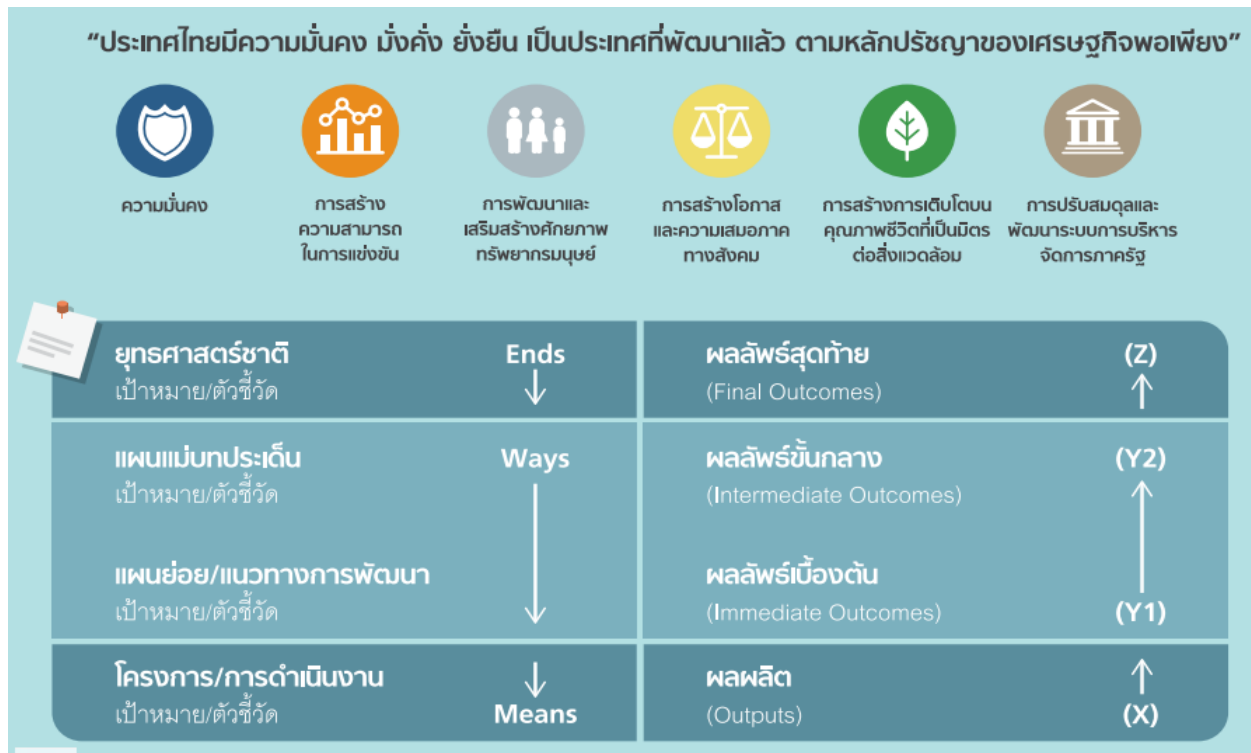 “ประเทศไทยมีความมั่นคง มั่งคั่ง ยั่งยืน เป็นประเทศที่พัฒนาแล้ว ตามหลักปรัชญาของเศรษฐกิจพอเพียง”
ความมั่นคง
การสร้าง
ความสามารถ
ในการแข่งขัน
การพัฒนาและ
เสริมสร้างศักยภาพ
ทรัพยากรมนุษย์
การสร้างโอกาส
และความเสมอภาค
ทางสังคม
การสร้างการเติบโตบน
คุณภาพชีวิตที่เป็นมิตร
ต่อสิ่งแวดล้อม
การปรับสมดุลและ
พัฒนาระบบการบริหาร
จัดการภาครัฐ
ยุทธศาสตร์ชาติ Ends
เป้าหมาย/ตัวชี้วัด
ผลลัพธ์สุดท้าย (Z)
(Final Outcomes)
แผนแม่บทประเด็น Ways
เป้าหมาย/ตัวชี้วัด
ผลลัพธ์ขั้นกลาง (Y2)
(Intermediate Outcomes)
แผนย่อย/แนวทางการพัฒนา
เป้าหมาย/ตัวชี้วัด
ผลลัพธ์เบื้องต้น
(Immediate Outcomes) (Y1)
โครงการ/การดำเนินงาน
เป้าหมาย/ตัวชี้วัด Means
ผลผลิต
(Outputs) (X)